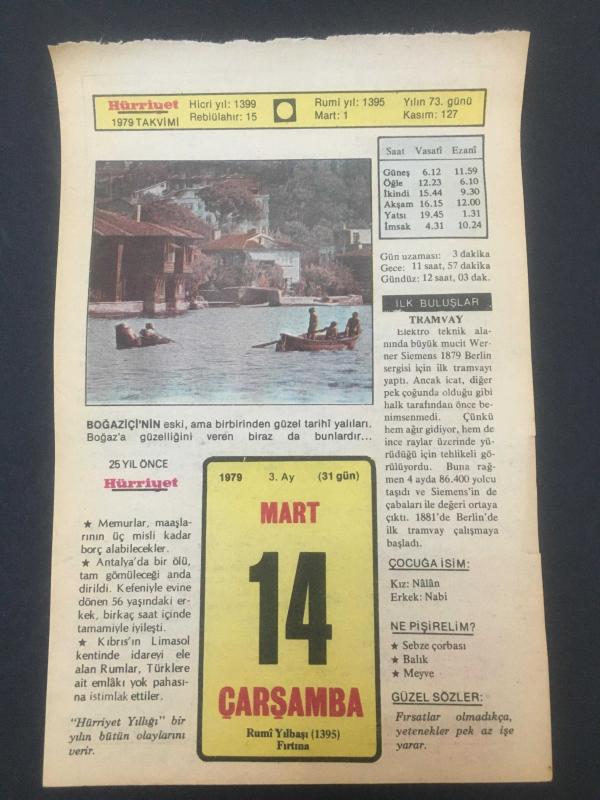 Hürriyet
1979 TAKVİMİ
Hicri yıl: 1399
Rebiülahır: 15
Rumi yıl: 1395
Mart: 1
Yılın 73. günü
Kasım: 127
Saat Vasatî Ezanî
Güneş 6.12 11.59
Öğle 12.23 6.10
İkindi 15.44 9.30
Akşam 16.15 12.00
Yatsı 19.45 1.31
İmsak 4.31 10.24
Gün uzaması: 3 dakika
Gece: 11 saat, 57 dakika
Gündüz: 12 saat, 03 dak.
BOĞAZİÇİ'NİN eski, ama birbirinden güzel tarihî yalıları.
Boğaz'a güzelliğini veren biraz da bunlardır...
İLK BULUŞLAR
TRAMVAY
Elektro teknik ala-
nında büyük mucit Wer-
ner Siemens 1879 Berlin
sergisi için ilk tramvayı
yaptı. Ancak icat, diğer
pek çoğunda olduğu gibi
halk tarafından önce be-
nimsenmedi. Çünkü
hem ağır gidiyor, hem de
ince raylar üzerinde yü-
rüdüğü için tehlikeli gö-
rülüyordu. Buna rağ-
men 4 ayda 86.400 yolcu
taşıdı ve Siemens'in de
çabaları ile değeri ortaya
çıktı. 1881'de Berlin'de
ilk tramvay çalışmaya
başladı.
25 YIL ÖNCE
Hürriyet
★ Memurlar, maaşla-
rının üç misli kadar
borç alabilecekler.
★ Antalya'da bir ölü,
tam gömüleceği anda
dirildi. Kefeniyle evine
dönen 56 yaşındaki er-
kek, birkaç saat içinde
tamamiyle iyileşti.
★ Kıbrıs'ın Limasol
kentinde idareyi ele
alan Rumlar, Türklere
ait emlâkı yok pahası-
na istimlak ettiler.
"Hürriyet Yıllığı" bir
yılın bütün olaylarını
verir.
1979 3. Ay (31 gün)
MART
14
ÇARŞAMBA
Rumî Yılbaşı (1395)
Fırtına
ÇOCUĞA İSİM:
Kız: Nâlân
Erkek: Nabi
NE PİŞİRELİM?
★ Sebze çorbası
★ Balık
★ Meyve
GÜZEL SÖZLER:
Fırsatlar olmadıkça,
yetenekler pek az işe
yarar.